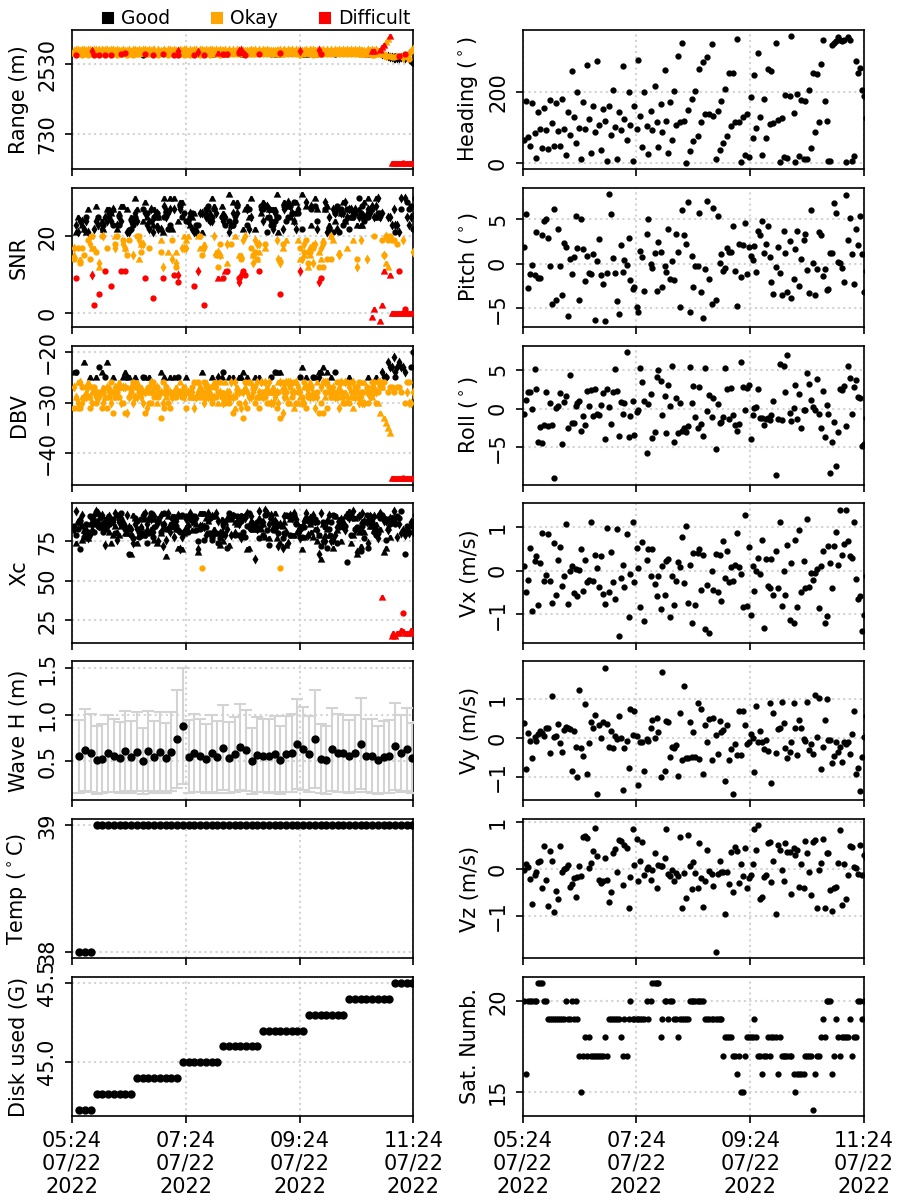 Good Okay Difficult
Range (m)
2530
730
Heading (°)
200
0
SNR
20
0
Pitch (°)
5
0
−5
DBV
−20
−30
−40
Roll (°)
5
0
−5
Xc
75
50
25
Vx (m/s)
1
0
−1
Wave H (m)
1.5
1.0
0.5
Vy (m/s)
1
0
−1
Temp (°C)
39
38
Vz (m/s)
1
0
−1
Disk used (G)
45.5
45.0
Sat. Numb.
20
15
05:24 07:24 09:24 11:24 05:24 07:24 09:24 11:24
07/22 07/22 07/22 07/22 07/22 07/22 07/22 07/22
2022 2022 2022 2022 2022 2022 2022 2022